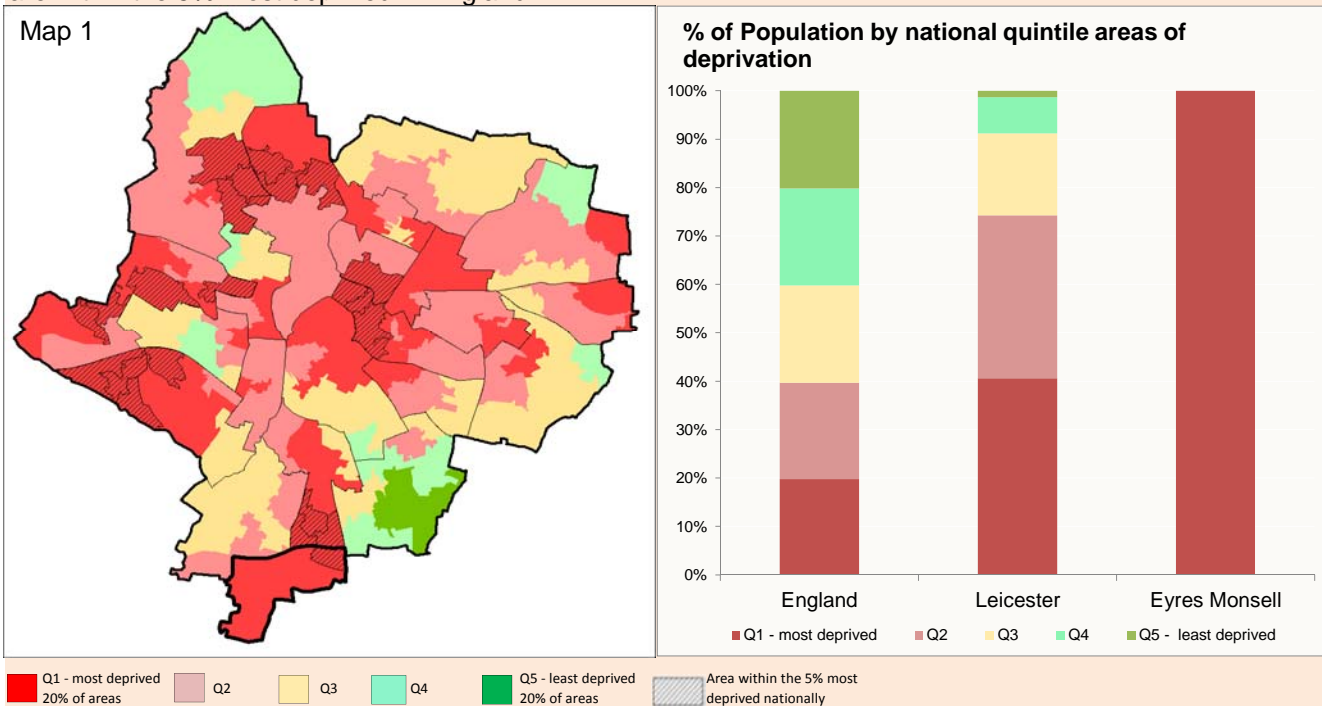 Map 1
% of Population by national quintile areas of
deprivation
100%
90%
80%
70%
60%
50%
40%
30%
20%
10%
0%
England
Leicester
Eyres Monsell
Q1 - most deprived
Q2
Q3
Q4
Q5 - least deprived
Q1 - most deprived
20% of areas
Q2
Q3
Q4
Q5 - least deprived
20% of areas
Area within the 5% most
deprived nationally